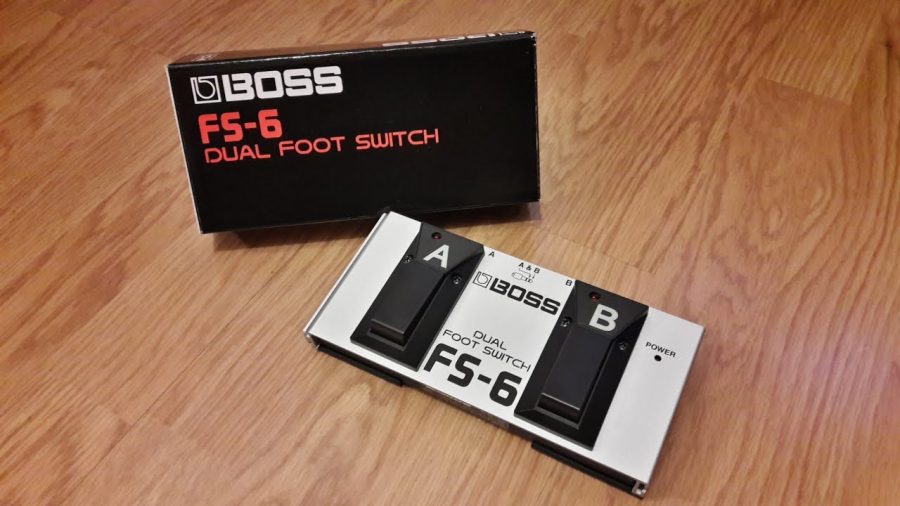 BOSS
FS-6
DUAL FOOT SWITCH
A
A
A & B
B
BOSS
B
DUAL
FOOT SWITCH
FS-6
POWER